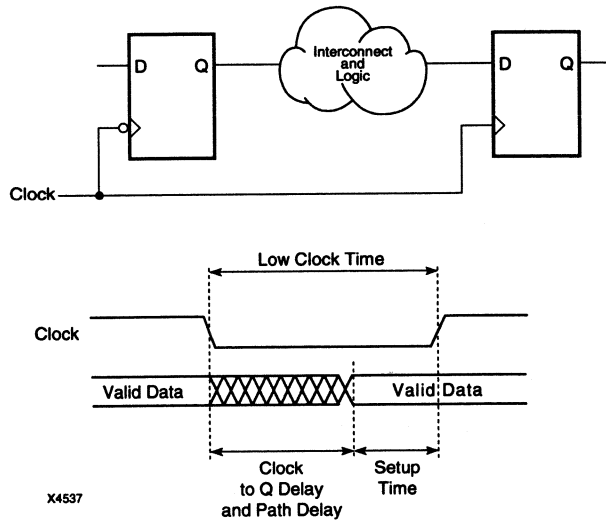 D Q
Interconnect
and
Logic
D Q
Clock
Low Clock Time
Clock
Valid Data
Valid Data
Clock
to Q Delay
and Path Delay
Setup
Time
X4537